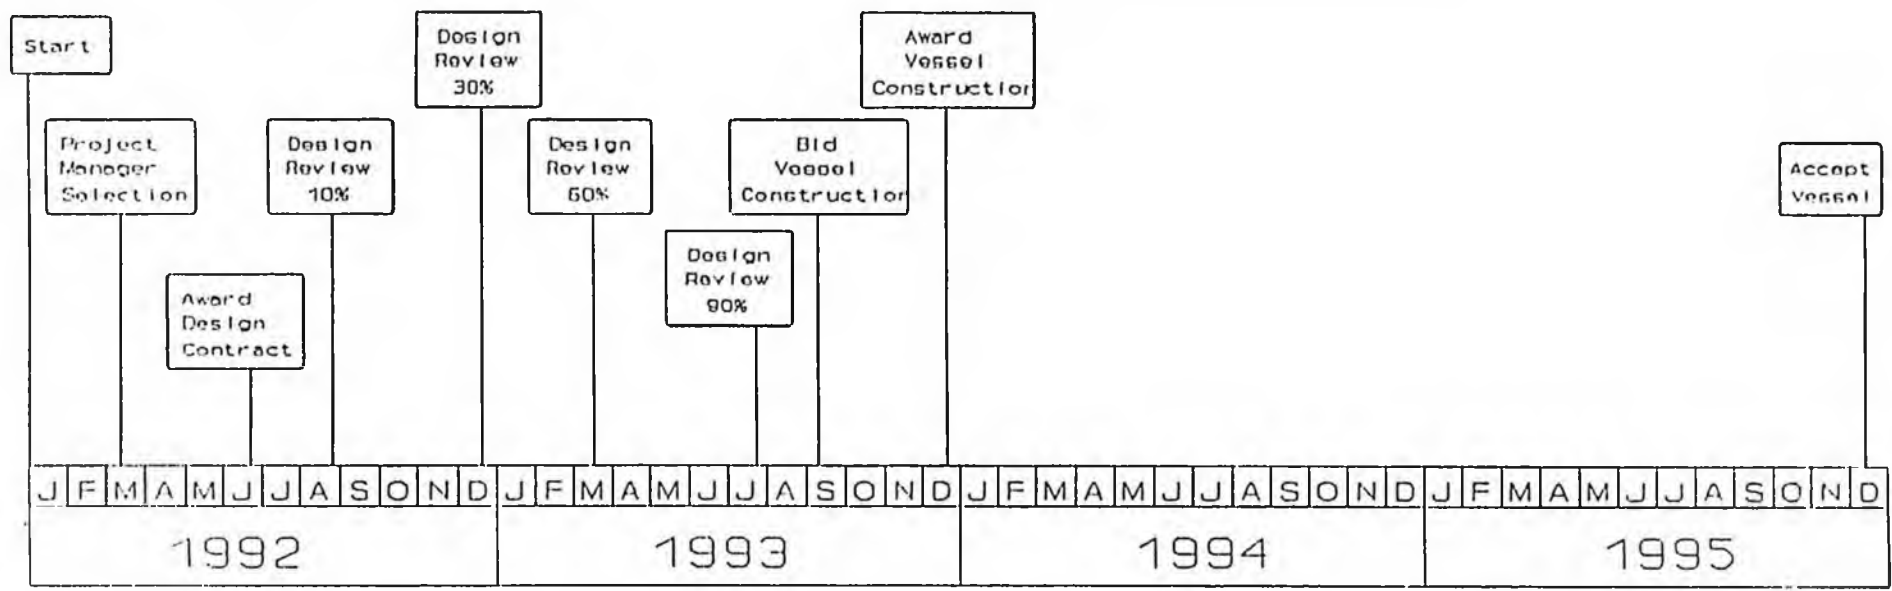 Start
Project
Manager
Selection
Award
Design
Contract
Design
Review
10%
Design
Review
30%
Design
Review
60%
Design
Review
90%
Bid
Vessel
Construction
Award
Vessel
Construction
Accept
Vessel
J F M A M J J A S O N D J F M A M J J A S O N D J F M A M J J A S O N D J F M A M J J A S O N D
1992 1993 1994 1995